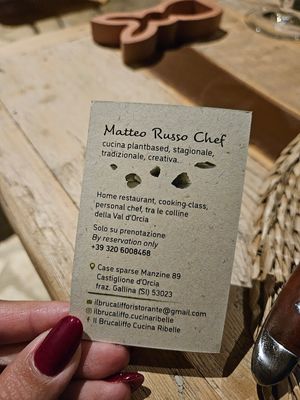 Matteo Russo Chef
cucina plantbased, stagionale,
tradizionale, creativa..
Home restaurant, cooking-class,
personal chef, tra le colline
della Val d'Orcia
Solo su prenotazione
By reservation only
+39 320 6008468
Case sparse Manzine 89
Castiglione d'Orcia
fraz. Gallina (SI) 53023
ilbrucalifforistorante@gmail.com
ilbrucaliffo.cucinaribelle
Il Brucaliffo Cucina Ribelle